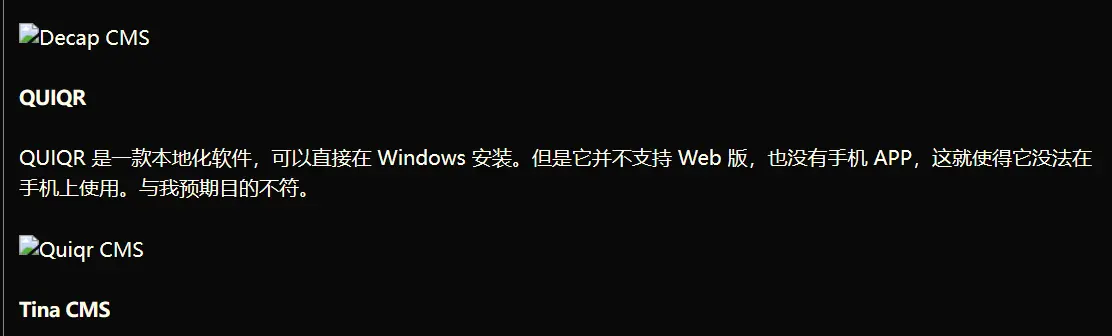 Decap CMS
QUIQR
QUIQR 是一款本地化软件，可以直接在 Windows 安装。但是它并不支持 Web 版，也没有手机 APP，这就使得它没法在
手机上使用。与我预期目的不符。
Quiqr CMS
Tina CMS